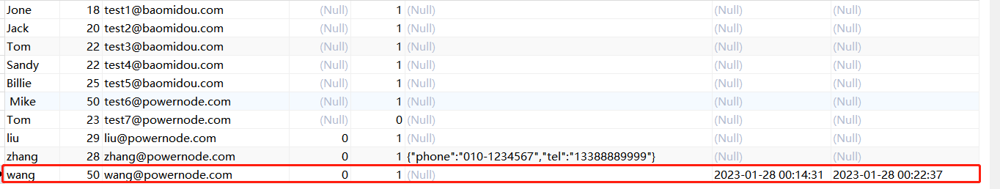 Jone 18 test1@baomidou.com (Null) 1 (Null) (Null) (Null)
Jack 20 test2@baomidou.com (Null) 1 (Null) (Null) (Null)
Tom 22 test3@baomidou.com (Null) 1 (Null) (Null) (Null)
Sandy 22 test4@baomidou.com (Null) 1 (Null) (Null) (Null)
Billie 25 test5@baomidou.com (Null) 1 (Null) (Null) (Null)
Mike 50 test6@powernode.com (Null) 1 (Null) (Null) (Null)
Tom 23 test7@powernode.com (Null) 0 (Null) (Null) (Null)
liu 29 liu@powernode.com 0 1 (Null) (Null) (Null)
zhang 28 zhang@powernode.com 0 1 {"phone":"010-1234567","tel":"13388889999"} (Null) (Null)
wang 50 wang@powernode.com 0 1 (Null) 2023-01-28 00:14:31 2023-01-28 00:22:37